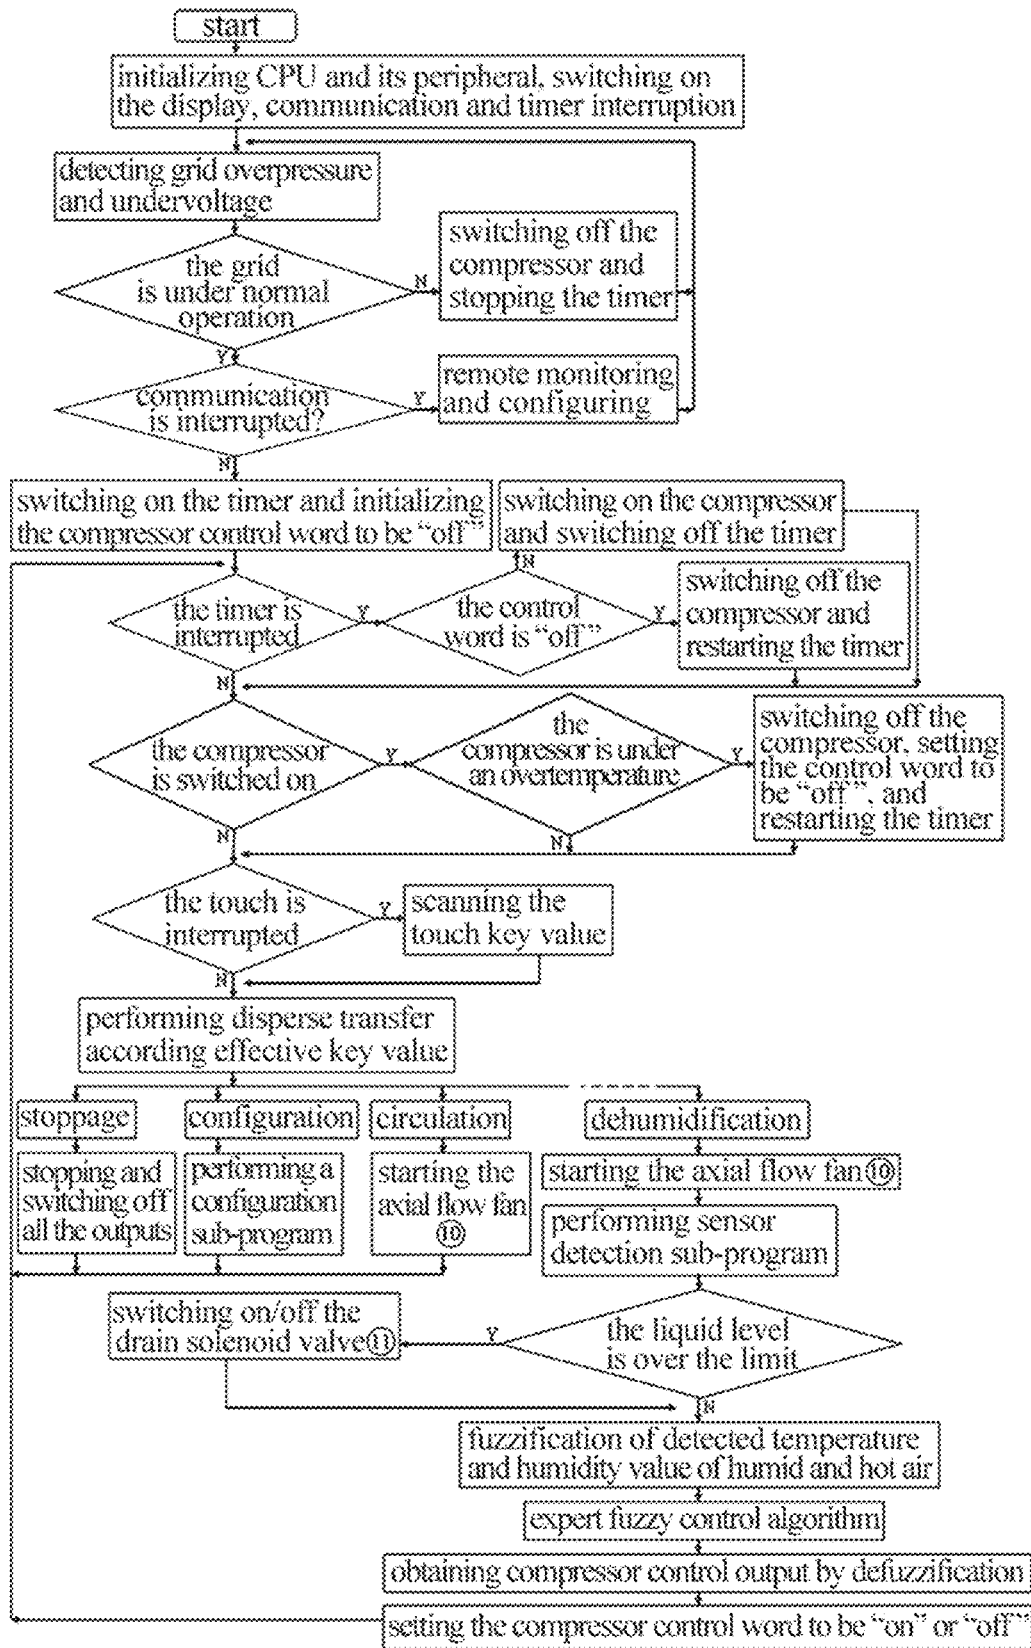 start
initializing CPU and its peripheral, switching on
the display, communication and timer interruption
detecting grid overpressure
and undervoltage
the grid
is under normal
operation
N
switching off the
compressor and
stopping the timer
Y
communication
is interrupted?
Y
remote monitoring
and configuring
N
switching on the timer and initializing
the compressor control word to be “off”
switching on the compressor
and switching off the timer
N
the timer is
interrupted
Y
the control
word is “off”
Y
switching off the
compressor and
restarting the timer
N
the compressor
is switched on
Y
the
compressor is under
an overtemperature
Y
switching off the
compressor, setting
the control word to
be “off”, and
restarting the timer
N
N
the touch is
interrupted
Y
scanning the
touch key value
N
performing disperse transfer
according effective key value
stoppage
configuration
circulation
dehumidification
stopping and
switching off
all the outputs
performing a
configuration
sub-program
starting the
axial flow fan
⑩
starting the axial flow fan⑩
performing sensor
detection sub-program
switching on/off the
drain solenoid valve⑪
Y
the liquid level
is over the limit
N
fuzzification of detected temperature
and humidity value of humid and hot air
expert fuzzy control algorithm
obtaining compressor control output by defuzzification
setting the compressor control word to be “on” or “off”